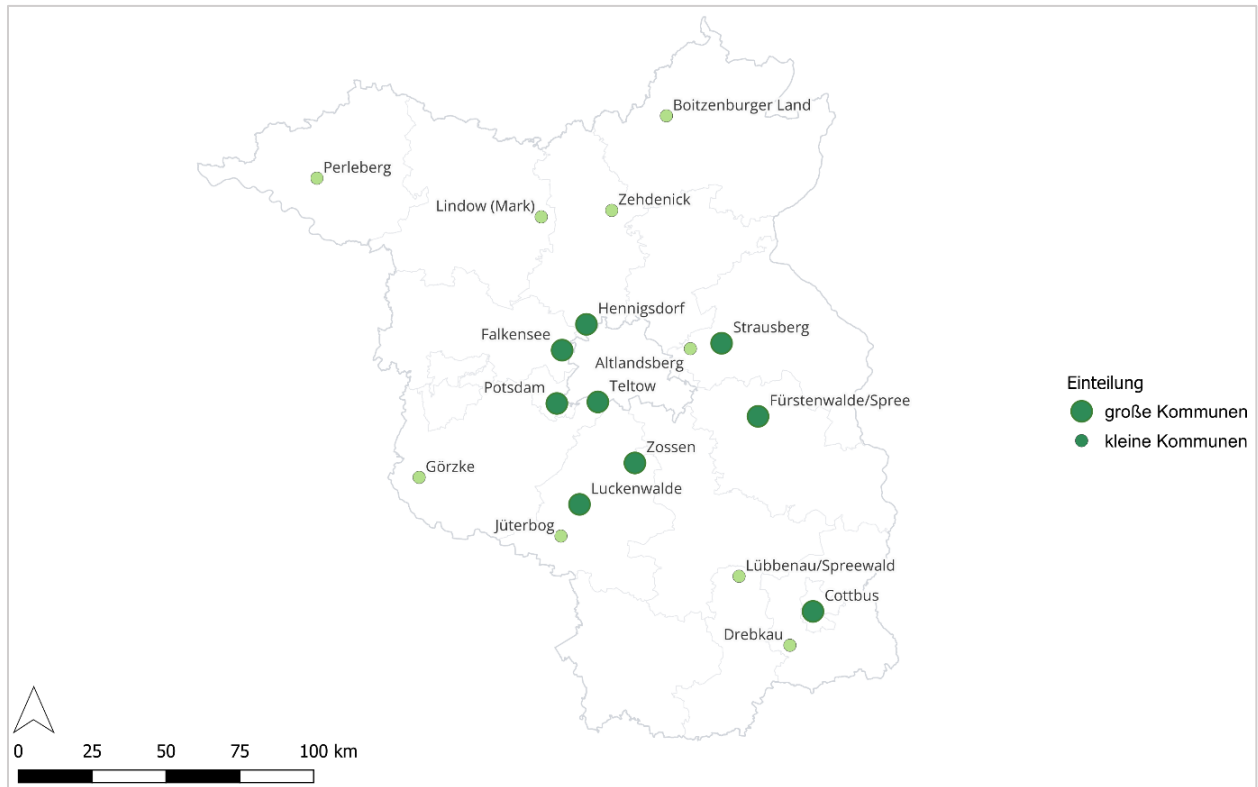 Boitzenburger Land
Perleberg
Zehdenick
Lindow (Mark)
Hennigsdorf
Strausberg
Falkensee
Altlandsberg
Teltow
Potsdam
Fürstenwalde/Spree
Einteilung
große Kommunen
kleine Kommunen
Zossen
Görzke
Luckenwalde
Jüterbog
Lübbenau/Spreewald
Cottbus
Drebkau
0 25 50 75 100 km